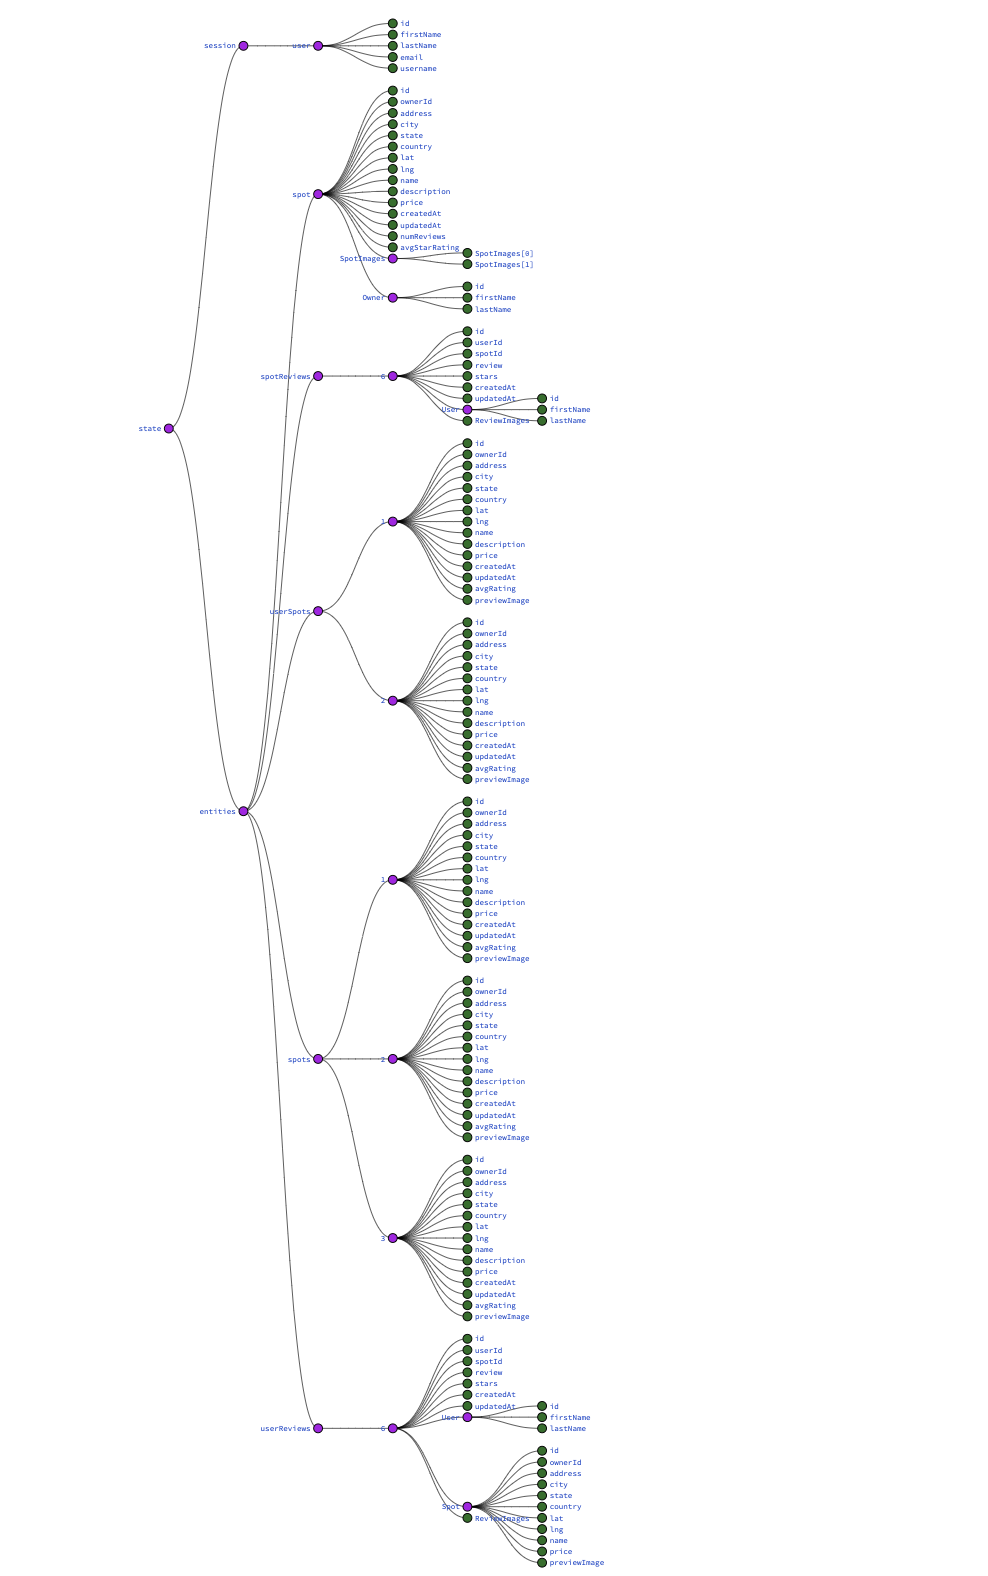 id
firstName
session
user
lastName
email
username
id
ownerId
address
city
state
country
lat
lng
name
description
spot
price
createdAt
updatedAt
numReviews
avgStarRating
SpotImages
SpotImages[0]
SpotImages[1]
id
Owner
firstName
lastName
id
userId
spotId
review
spotReviews
6
stars
createdAt
updatedAt
id
User
firstName
ReviewImages
lastName
state
id
ownerId
address
city
state
country
lat
1
lng
name
description
price
createdAt
updatedAt
avgRating
previewImage
userSpots
id
ownerId
address
city
state
country
lat
2
lng
name
description
price
createdAt
updatedAt
avgRating
previewImage
entities
id
ownerId
address
city
state
country
lat
1
lng
name
description
price
createdAt
updatedAt
avgRating
previewImage
id
ownerId
address
city
state
country
lat
spots
2
lng
name
description
price
createdAt
updatedAt
avgRating
previewImage
id
ownerId
address
city
state
country
lat
3
lng
name
description
price
createdAt
updatedAt
avgRating
previewImage
id
userId
spotId
review
stars
createdAt
updatedAt
id
User
firstName
userReviews
6
lastName
id
ownerId
address
city
state
Spot
country
ReviewImages
lat
lng
name
price
previewImage